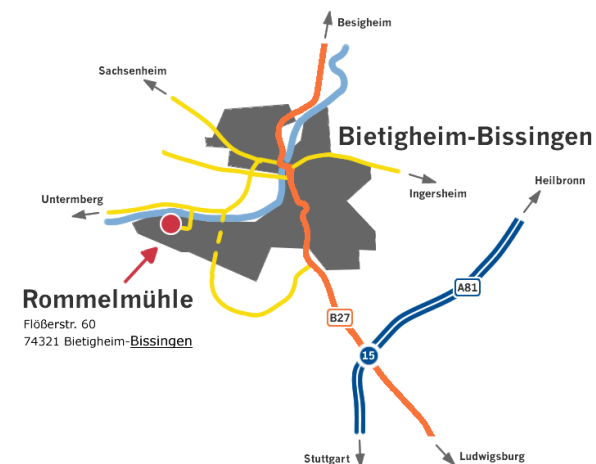 Besigheim
Sachsenheim
Bietigheim-Bissingen
Heilbronn
Ingersheim
Untermberg
A81
Rommelmühle
Flößerstr. 60
74321 Bietigheim-Bissingen
B27
15
Stuttgart
Ludwigsburg